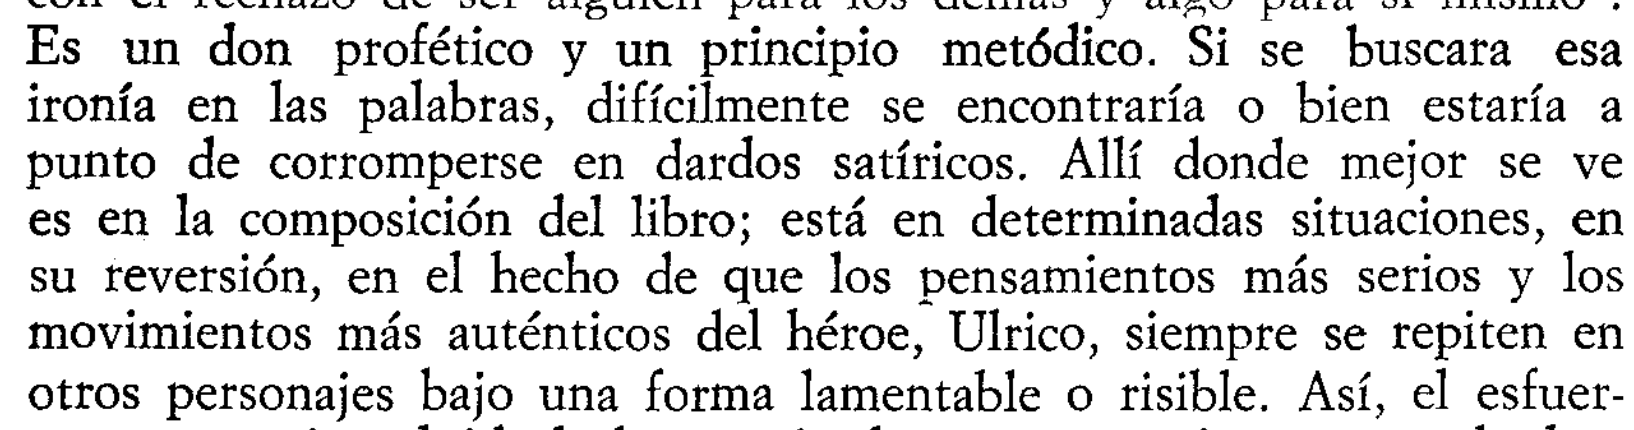 con el rechazo de ser alguien para los demás y algo para sí mismo".
Es un don profético y un principio metódico. Si se buscara esa
ironía en las palabras, difícilmente se encontraría o bien estaría a
punto de corromperse en dardos satíricos. Allí donde mejor se ve
es en la composición del libro; está en determinadas situaciones, en
su reversión, en el hecho de que los pensamientos más serios y los
movimientos más auténticos del héroe, Ulrico, siempre se repiten en
otros personajes bajo una forma lamentable o risible. Así, el esfuer-